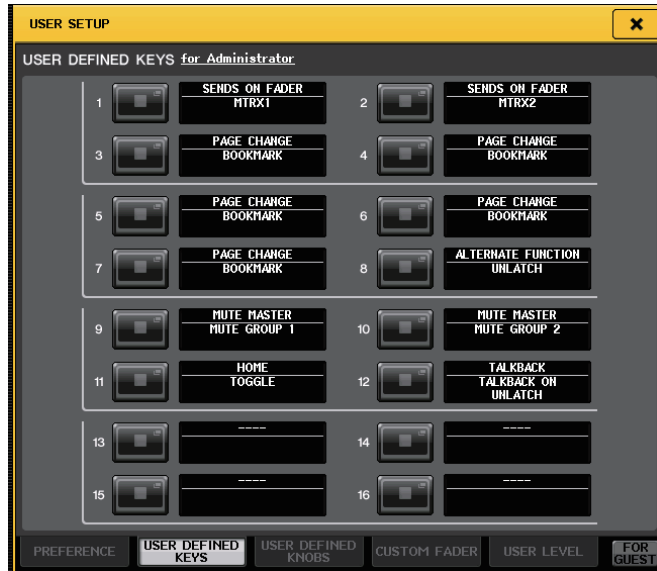 USER SETUP
USER DEFINED KEYS for Administrator
1 SENDS ON FADER MTRX1
2 SENDS ON FADER MTRX2
3 PAGE CHANGE BOOKMARK
4 PAGE CHANGE BOOKMARK
5 PAGE CHANGE BOOKMARK
6 PAGE CHANGE BOOKMARK
7 PAGE CHANGE BOOKMARK
8 ALTERNATE FUNCTION UNLATCH
9 MUTE MASTER MUTE GROUP 1
10 MUTE MASTER MUTE GROUP 2
11 HOME TOGGLE
12 TALKBACK TALKBACK ON UNLATCH
13 ----
14 ----
15 ----
16 ----
PREFERENCE
USER DEFINED KEYS
USER DEFINED KNOBS
CUSTOM FADER
USER LEVEL
FOR GUEST